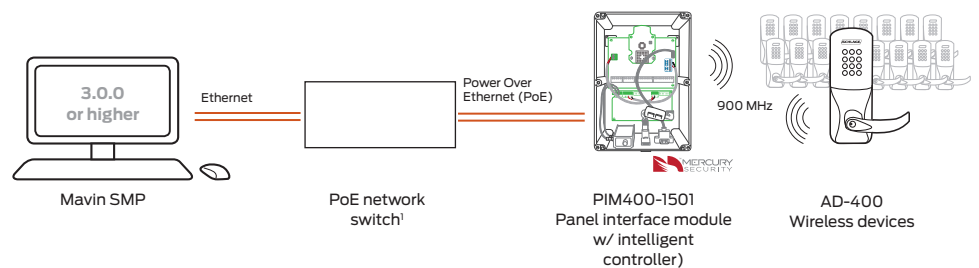 3.0.0
or higher
Ethernet
Power Over
Ethernet (PoE)
900 MHz
SCHLAGE
MERCURY
SECURITY
Mavin SMP
PoE network
switch¹
PIM400-1501
Panel interface module
w/ intelligent
controller)
AD-400
Wireless devices